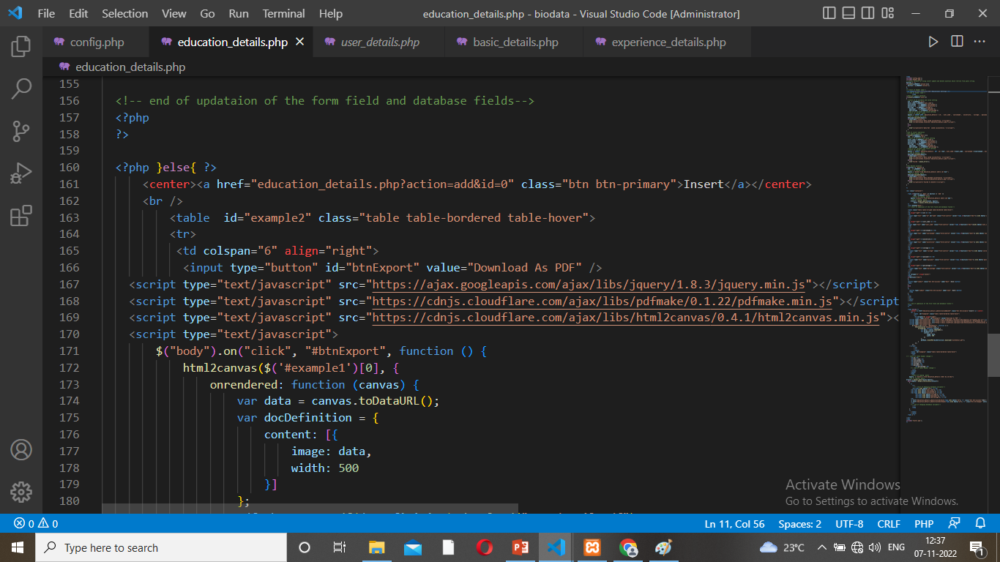 File Edit Selection View Go Run Terminal Help education_details.php - biodata - Visual Studio Code [Administrator]
config.php education_details.php user_details.php basic_details.php experience_details.php
education_details.php
155
156 <!-- end of updataion of the form field and database fields-->
157 <?php
158 ?>
159
160 <?php }else{ ?>
161 <center><a href="education_details.php?action=add&id=0" class="btn btn-primary">Insert</a></center>
162 <br />
163 <table  id="example2" class="table table-bordered table-hover">
164 <tr>
165 <td colspan="6" align="right">
166 <input type="button" id="btnExport" value="Download As PDF" />
167 <script type="text/javascript" src="https://ajax.googleapis.com/ajax/libs/jquery/1.8.3/jquery.min.js"></script>
168 <script type="text/javascript" src="https://cdnjs.cloudflare.com/ajax/libs/pdfmake/0.1.22/pdfmake.min.js"></script
169 <script type="text/javascript" src="https://cdnjs.cloudflare.com/ajax/libs/html2canvas/0.4.1/html2canvas.min.js"><
170 <script type="text/javascript">
171 $("body").on("click", "#btnExport", function () {
172 html2canvas($('#example1')[0], {
173 onrendered: function (canvas) {
174 var data = canvas.toDataURL();
175 var docDefinition = {
176 content: [{
177 image: data,
178 width: 500
179 }]
180 };
Activate Windows
Go to Settings to activate Windows.
0 0 Ln 11, Col 56 Spaces: 2 UTF-8 CRLF PHP
Type here to search 23°C ENG 12:37
07-11-2022 1